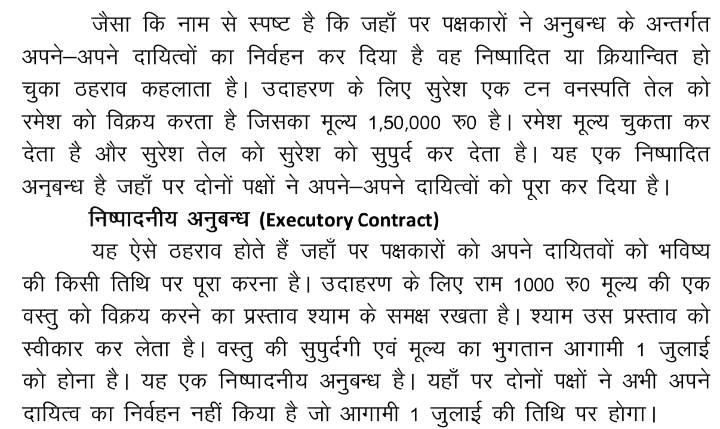 जैसा कि नाम से स्पष्ट है कि जहाँ पर पक्षकारों ने अनुबन्ध के अन्तर्गत
अपने–अपने दायित्वों का निर्वहन कर दिया है वह निष्पादित या क्रियान्वित हो
चुका ठहराव कहलाता है। उदाहरण के लिए सुरेश एक टन वनस्पति तेल को
रमेश को विक्रय करता है जिसका मूल्य 1,50,000 रु0 है। रमेश मूल्य चुकता कर
देता है और सुरेश तेल को सुरेश को सुपुर्द कर देता है। यह एक निष्पादित
अनुबन्ध है जहाँ पर दोनों पक्षों ने अपने–अपने दायित्वों को पूरा कर दिया है।
निष्पादनीय अनुबन्ध (Executory Contract)
यह ऐसे ठहराव होते हैं जहाँ पर पक्षकारों को अपने दायितवों को भविष्य
की किसी तिथि पर पूरा करना है। उदाहरण के लिए राम 1000 रु0 मूल्य की एक
वस्तु को विक्रय करने का प्रस्ताव श्याम के समक्ष रखता है। श्याम उस प्रस्ताव को
स्वीकार कर लेता है। वस्तु की सुपुर्दगी एवं मूल्य का भुगतान आगामी 1 जुलाई
को होना है। यह एक निष्पादनीय अनुबन्ध है। यहाँ पर दोनों पक्षों ने अभी अपने
दायित्व का निर्वहन नहीं किया है जो आगामी 1 जुलाई की तिथि पर होगा।